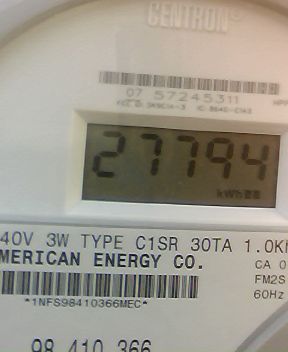 CENTRON®
07 57245311
27794
kWh
40V 3W TYPE C1SR 30TA 1.0K
MERICAN ENERGY CO.
CA 0
FM2S
60Hz
*1NFS98410366MEC*
98 410 366